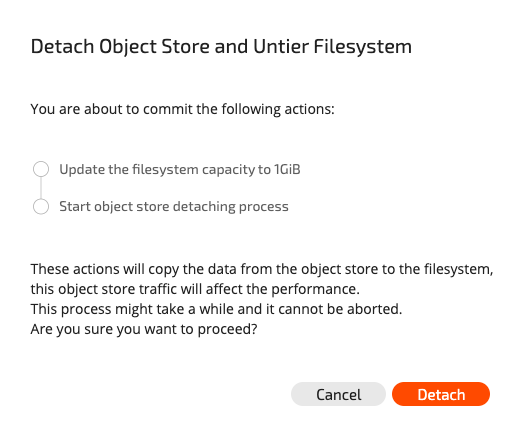 Detach Object Store and Untier Filesystem
You are about to commit the following actions:
Update the filesystem capacity to 1GiB
Start object store detaching process
These actions will copy the data from the object store to the filesystem,
this object store traffic will affect the performance.
This process might take a while and it cannot be aborted.
Are you sure you want to proceed?
Cancel Detach